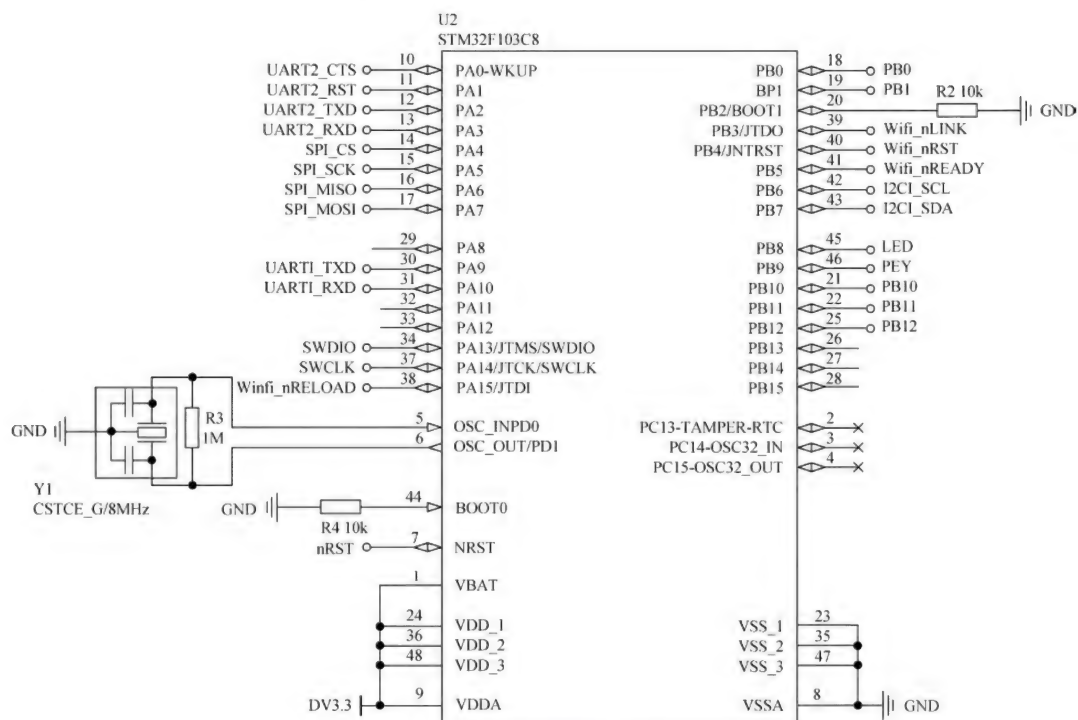 U2
STM32F103C8
UART2_CTS 10 PA0-WKUP PB0 18 PB0
UART2_RST 11 PA1 BP1 19 PB1
UART2_TXD 12 PA2 PB2/BOOT1 20 R2 10k GND
UART2_RXD 13 PA3 PB3/JTDO 39 Wifi_nLINK
SPI_CS 14 PA4 PB4/JNTRST 40 Wifi_nRST
SPI_SCK 15 PA5 PB5 41 Wifi_nREADY
SPI_MISO 16 PA6 PB6 42 I2CI_SCL
SPI_MOSI 17 PA7 PB7 43 I2CI_SDA
29 PA8 PB8 45 LED
UARTI_TXD 30 PA9 PB9 46 PEY
UARTI_RXD 31 PA10 PB10 21 PB10
32 PA11 PB11 22 PB11
33 PA12 PB12 25 PB12
SWDIO 34 PA13/JTMS/SWDIO PB13 26
SWCLK 37 PA14/JTCK/SWCLK PB14 27
Winfi_nRELOAD 38 PA15/JTDI PB15 28
GND R3 1M 5 OSC_INPD0 PC13-TAMPER-RTC 2
6 OSC_OUT/PD1 PC14-OSC32_IN 3
PC15-OSC32_OUT 4
Y1
CSTCE_G/8MHz
GND R4 10k 44 BOOT0
nRST 7 NRST
1 VBAT
24 VDD_1 VSS_1 23
36 VDD_2 VSS_2 35
48 VDD_3 VSS_3 47
DV3.3 9 VDDA VSSA 8 GND